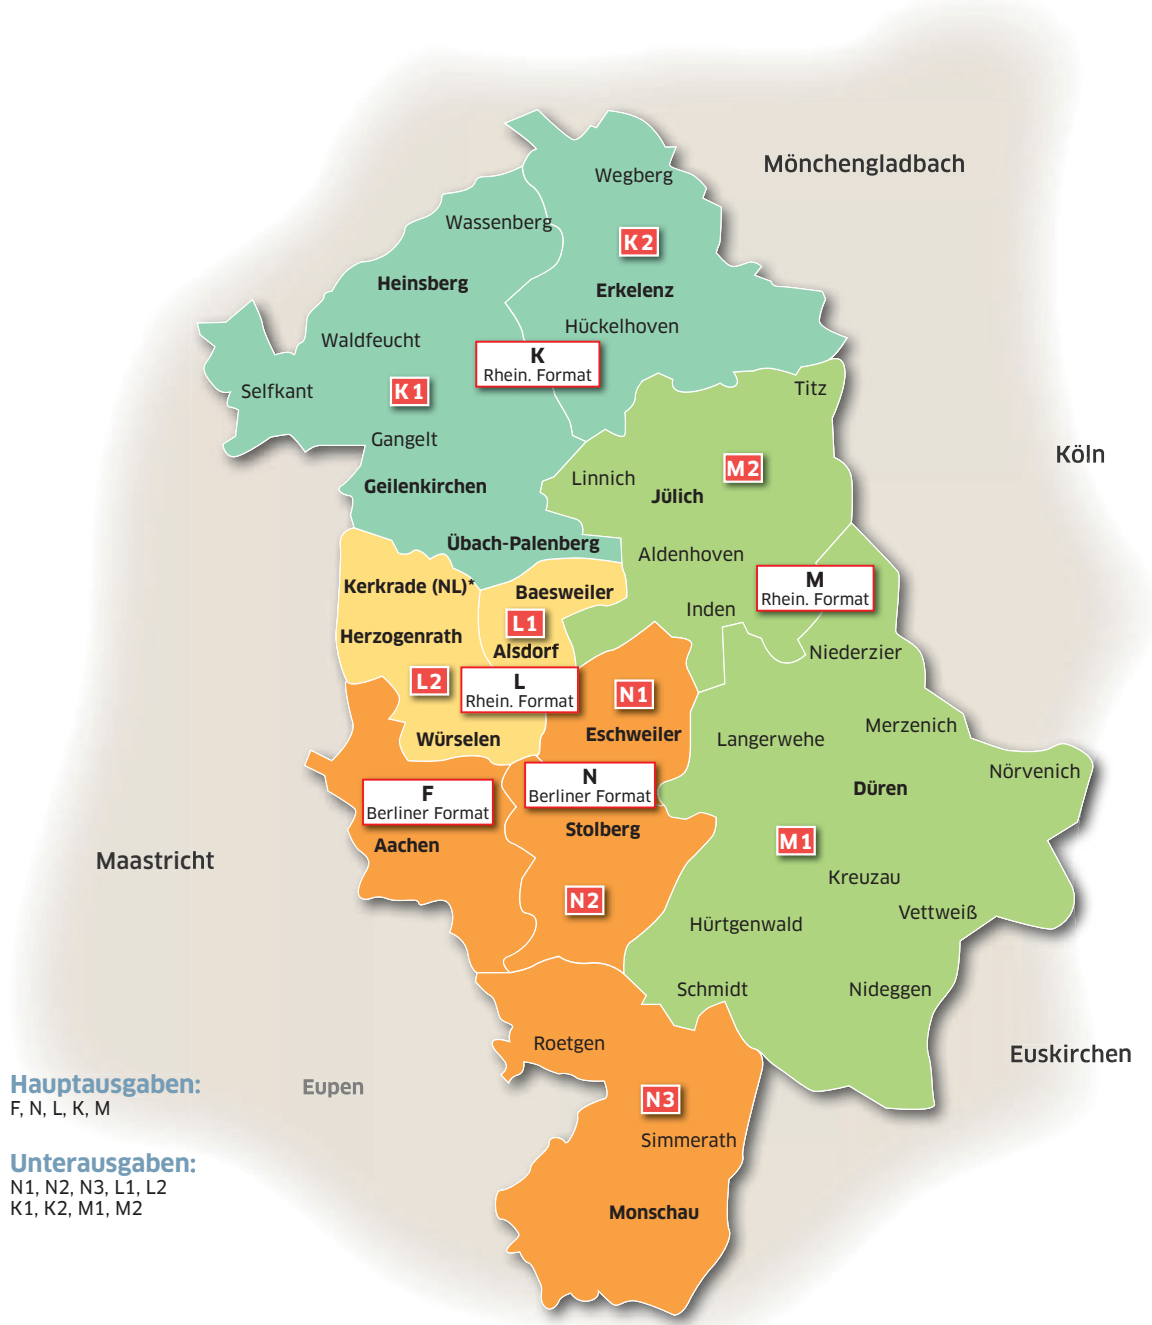 Mönchengladbach
Wegberg
Wassenberg
K2
Heinsberg
Erkelenz
Hückelhoven
Waldfeucht
K
Rhein. Format
Selfkant
K1
Titz
Gangelt
Köln
M2
Linnich
Geilenkirchen
Jülich
Übach-Palenberg
Aldenhoven
Kerkrade (NL)*
Baesweiler
M
Rhein. Format
Inden
L1
Herzogenrath
Alsdorf
Niederzier
L2
L
Rhein. Format
N1
Merzenich
Würselen
Eschweiler
Langerwehe
Nörvenich
N
Berliner Format
Düren
F
Berliner Format
Stolberg
M1
Aachen
Maastricht
Kreuzau
N2
Vettweiß
Hürtgenwald
Schmidt
Nideggen
Roetgen
Euskirchen
Eupen
N3
Simmerath
Monschau
Hauptausgaben:
F, N, L, K, M
Unterausgaben:
N1, N2, N3, L1, L2
K1, K2, M1, M2